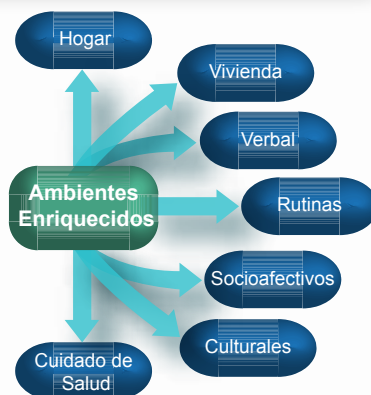 Hogar
Vivienda
Verbal
Ambientes
Enriquecidos
Rutinas
Socioafectivos
Culturales
Cuidado de
Salud